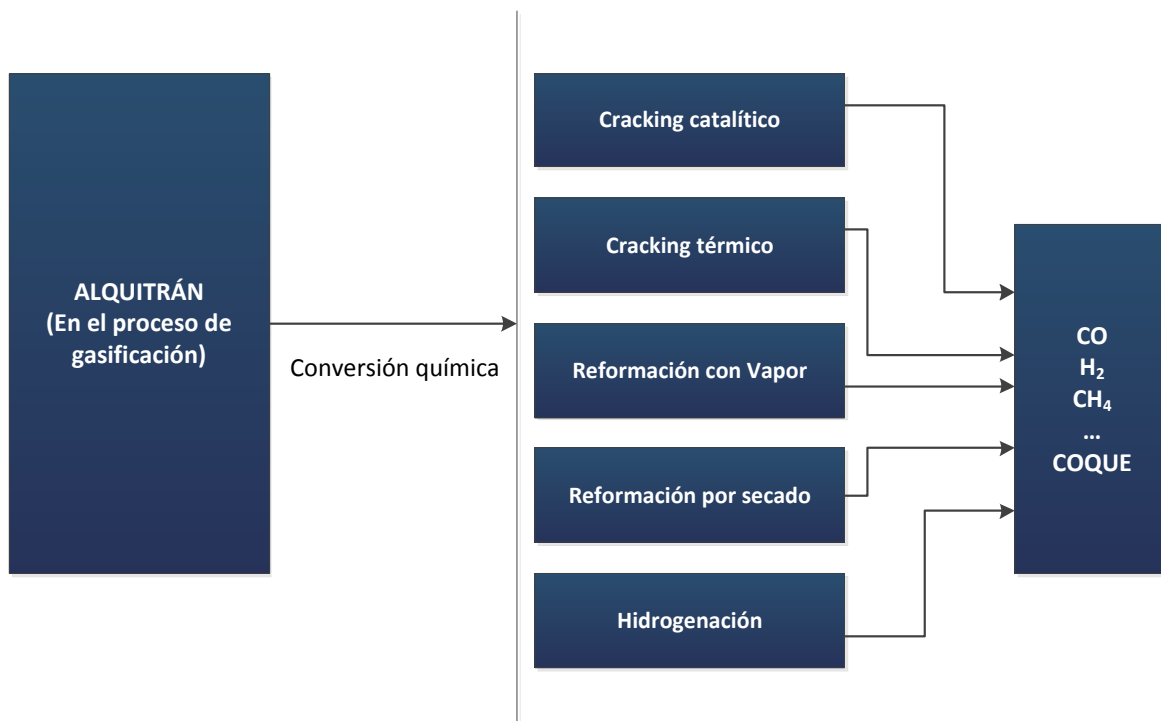 ALQUITRÁN
(En el proceso de
gasificación)
Conversión química
Cracking catalítico
Cracking térmico
Reformación con Vapor
Reformación por secado
Hidrogenación
CO
H₂
CH₄
...
COQUE